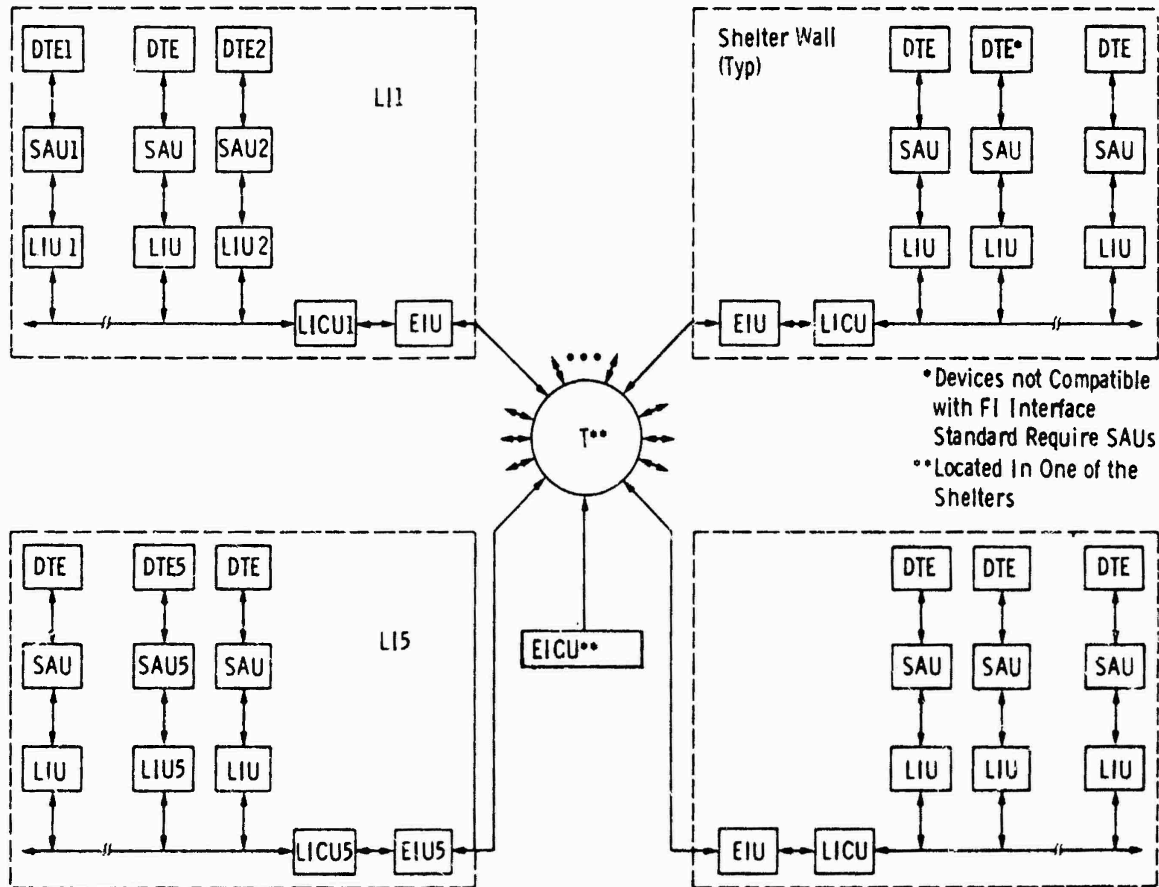 DTE1 DTE DTE2
LI1
SAU1 SAU SAU2
LIU 1 LIU LIU 2
LICU1 EIU
Shelter Wall
(Typ)
DTE DTE* DTE
SAU SAU SAU
LIU LIU LIU
EIU LICU
*Devices not Compatible
with FI Interface
Standard Require SAUs
**Located In One of the
Shelters
T**
EICU**
DTE DTE5 DTE
LI5
SAU SAU5 SAU
LIU LIU5 LIU
LICU5 EIU5
DTE DTE DTE
SAU SAU SAU
LIU LIU LIU
EIU LICU